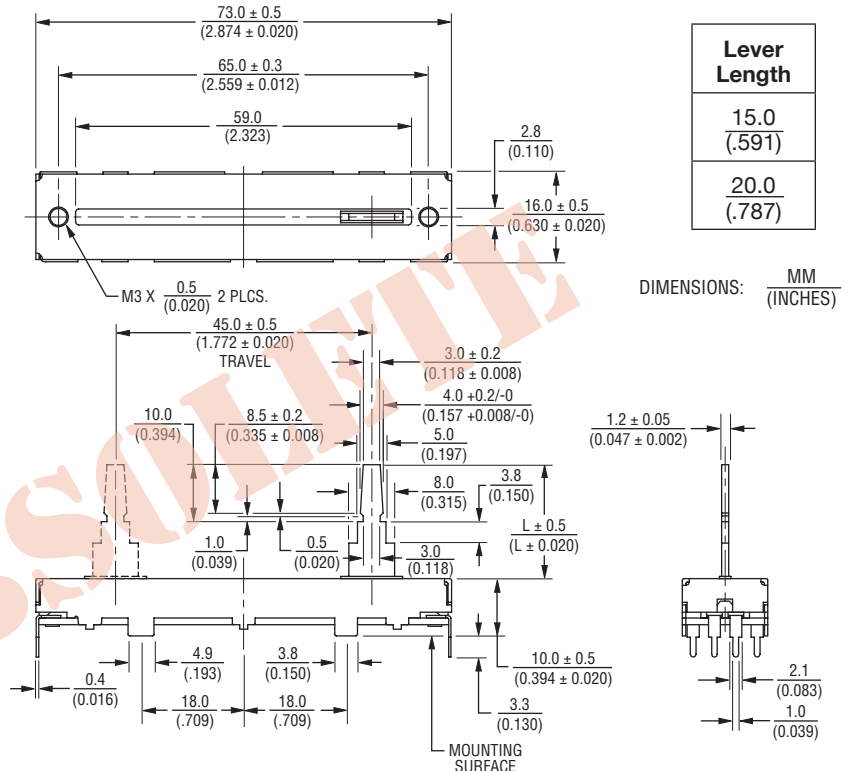 73.0 ± 0.5
(2.874 ± 0.020)
65.0 ± 0.3
(2.559 ± 0.012)
59.0
(2.323)
2.8
(0.110)
16.0 ± 0.5
(0.630 ± 0.020)
Lever
Length
15.0
(.591)
20.0
(.787)
DIMENSIONS: MM
(INCHES)
M3 X 0.5 2 PLCS.
(0.020)
45.0 ± 0.5
(1.772 ± 0.020)
TRAVEL
3.0 ± 0.2
(0.118 ± 0.008)
4.0 +0.2/-0
(0.157 +0.008/-0)
5.0
(0.197)
10.0
(0.394)
8.5 ± 0.2
(0.335 ± 0.008)
8.0
(0.315)
3.8
(0.150)
1.2 ± 0.05
(0.047 ± 0.002)
L ± 0.5
(L ± 0.020)
1.0
(0.039)
0.5
(0.020)
3.0
(0.118)
0.4
(0.016)
4.9
(.193)
3.8
(0.150)
10.0 ± 0.5
(0.394 ± 0.020)
18.0
(.709)
18.0
(.709)
3.3
(0.130)
2.1
(0.083)
1.0
(0.039)
MOUNTING
SURFACE
SOLETE